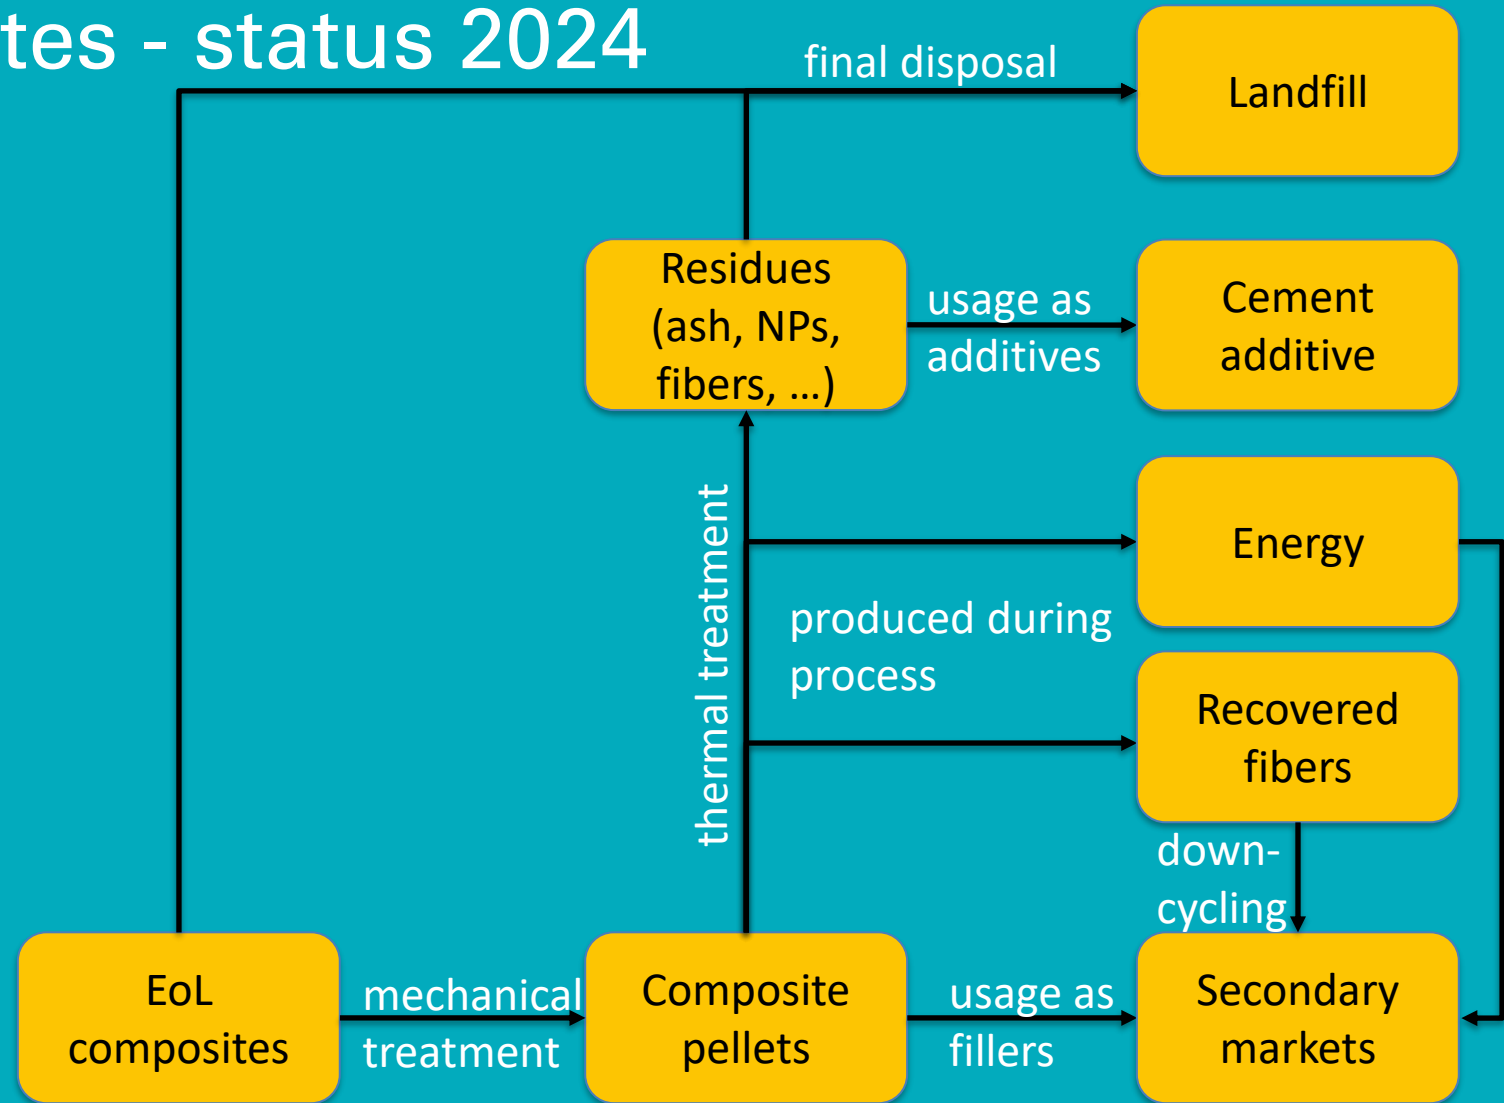 tes - status 2024
final disposal
Landfill
Residues
(ash, NPs,
fibers, ...)
usage as
additives
Cement
additive
thermal treatment
Energy
produced during
process
Recovered
fibers
down-
cycling
EoL
composites
mechanical
treatment
Composite
pellets
usage as
fillers
Secondary
markets